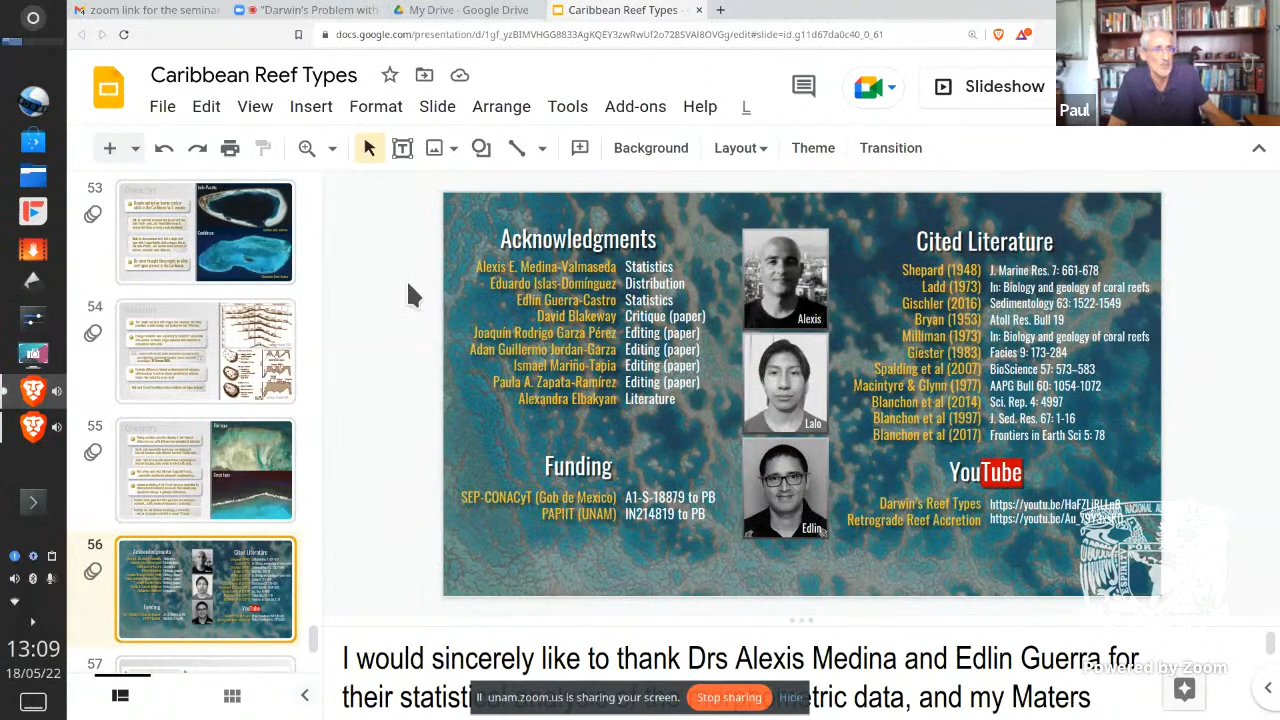 zoom link for the seminar
"Darwin's Problem with
My Drive - Google Drive
Caribbean Reef Types -
docs.google.com/presentation/d/1gf_yzBIMVHGG8833AgKQEY3zwRwUf2o728SVAI8OVGg/edit#slide=id.g11d67da0c40_0_61
Caribbean Reef Types
File Edit View Insert Format Slide Arrange Tools Add-ons Help L
Slideshow
Paul
Background Layout Theme Transition
53
54
55
56
57
Acknowledgments
Alexis E. Medina-Valmaseda Statistics
Eduardo Islas-Domínguez Distribution
Edlin Guerra-Castro Statistics
David Blakeway Critique (paper)
Joaquín Rodrigo Garza Pérez Editing (paper)
Adan Guillermo Jordan-Garza Editing (paper)
Ismael Mariño-Tapia Editing (paper)
Paula A. Zapata-Ramírez Editing (paper)
Alexandra Elbakyan Literature
Funding
SEP-CONACyT (Gob de Mexico) A1-S-18879 to PB
PAPIIT (UNAM) IN214819 to PB
Alexis
Lalo
Edlin
Cited Literature
Shepard (1948) J. Marine Res. 7: 661-678
Ladd (1973) In: Biology and geology of coral reefs
Gischler (2016) Sedimentology 63: 1522-1549
Bryan (1953) Atoll Res. Bull 19
Milliman (1973) In: Biology and geology of coral reefs
Giester (1983) Facies 9: 173-284
Spalding et al (2007) BioScience 57: 573–583
Macintyre & Glynn (1977) AAPG Bull 60: 1054-1072
Blanchon et al (2014) Sci. Rep. 4: 4997
Blanchon et al (1997) J. Sed. Res. 67: 1-16
Blanchon et al (2017) Frontiers in Earth Sci 5: 78
YouTube
Darwin's Reef Types
Retrograde Reef Accretion
I would sincerely like to thank Drs Alexis Medina and Edlin Guerra for
their statistical analysis of the
metric data, and my Maters
unam.zoom.us is sharing your screen. Stop sharing Hide
Powered by Zoom
13:09
18/05/22